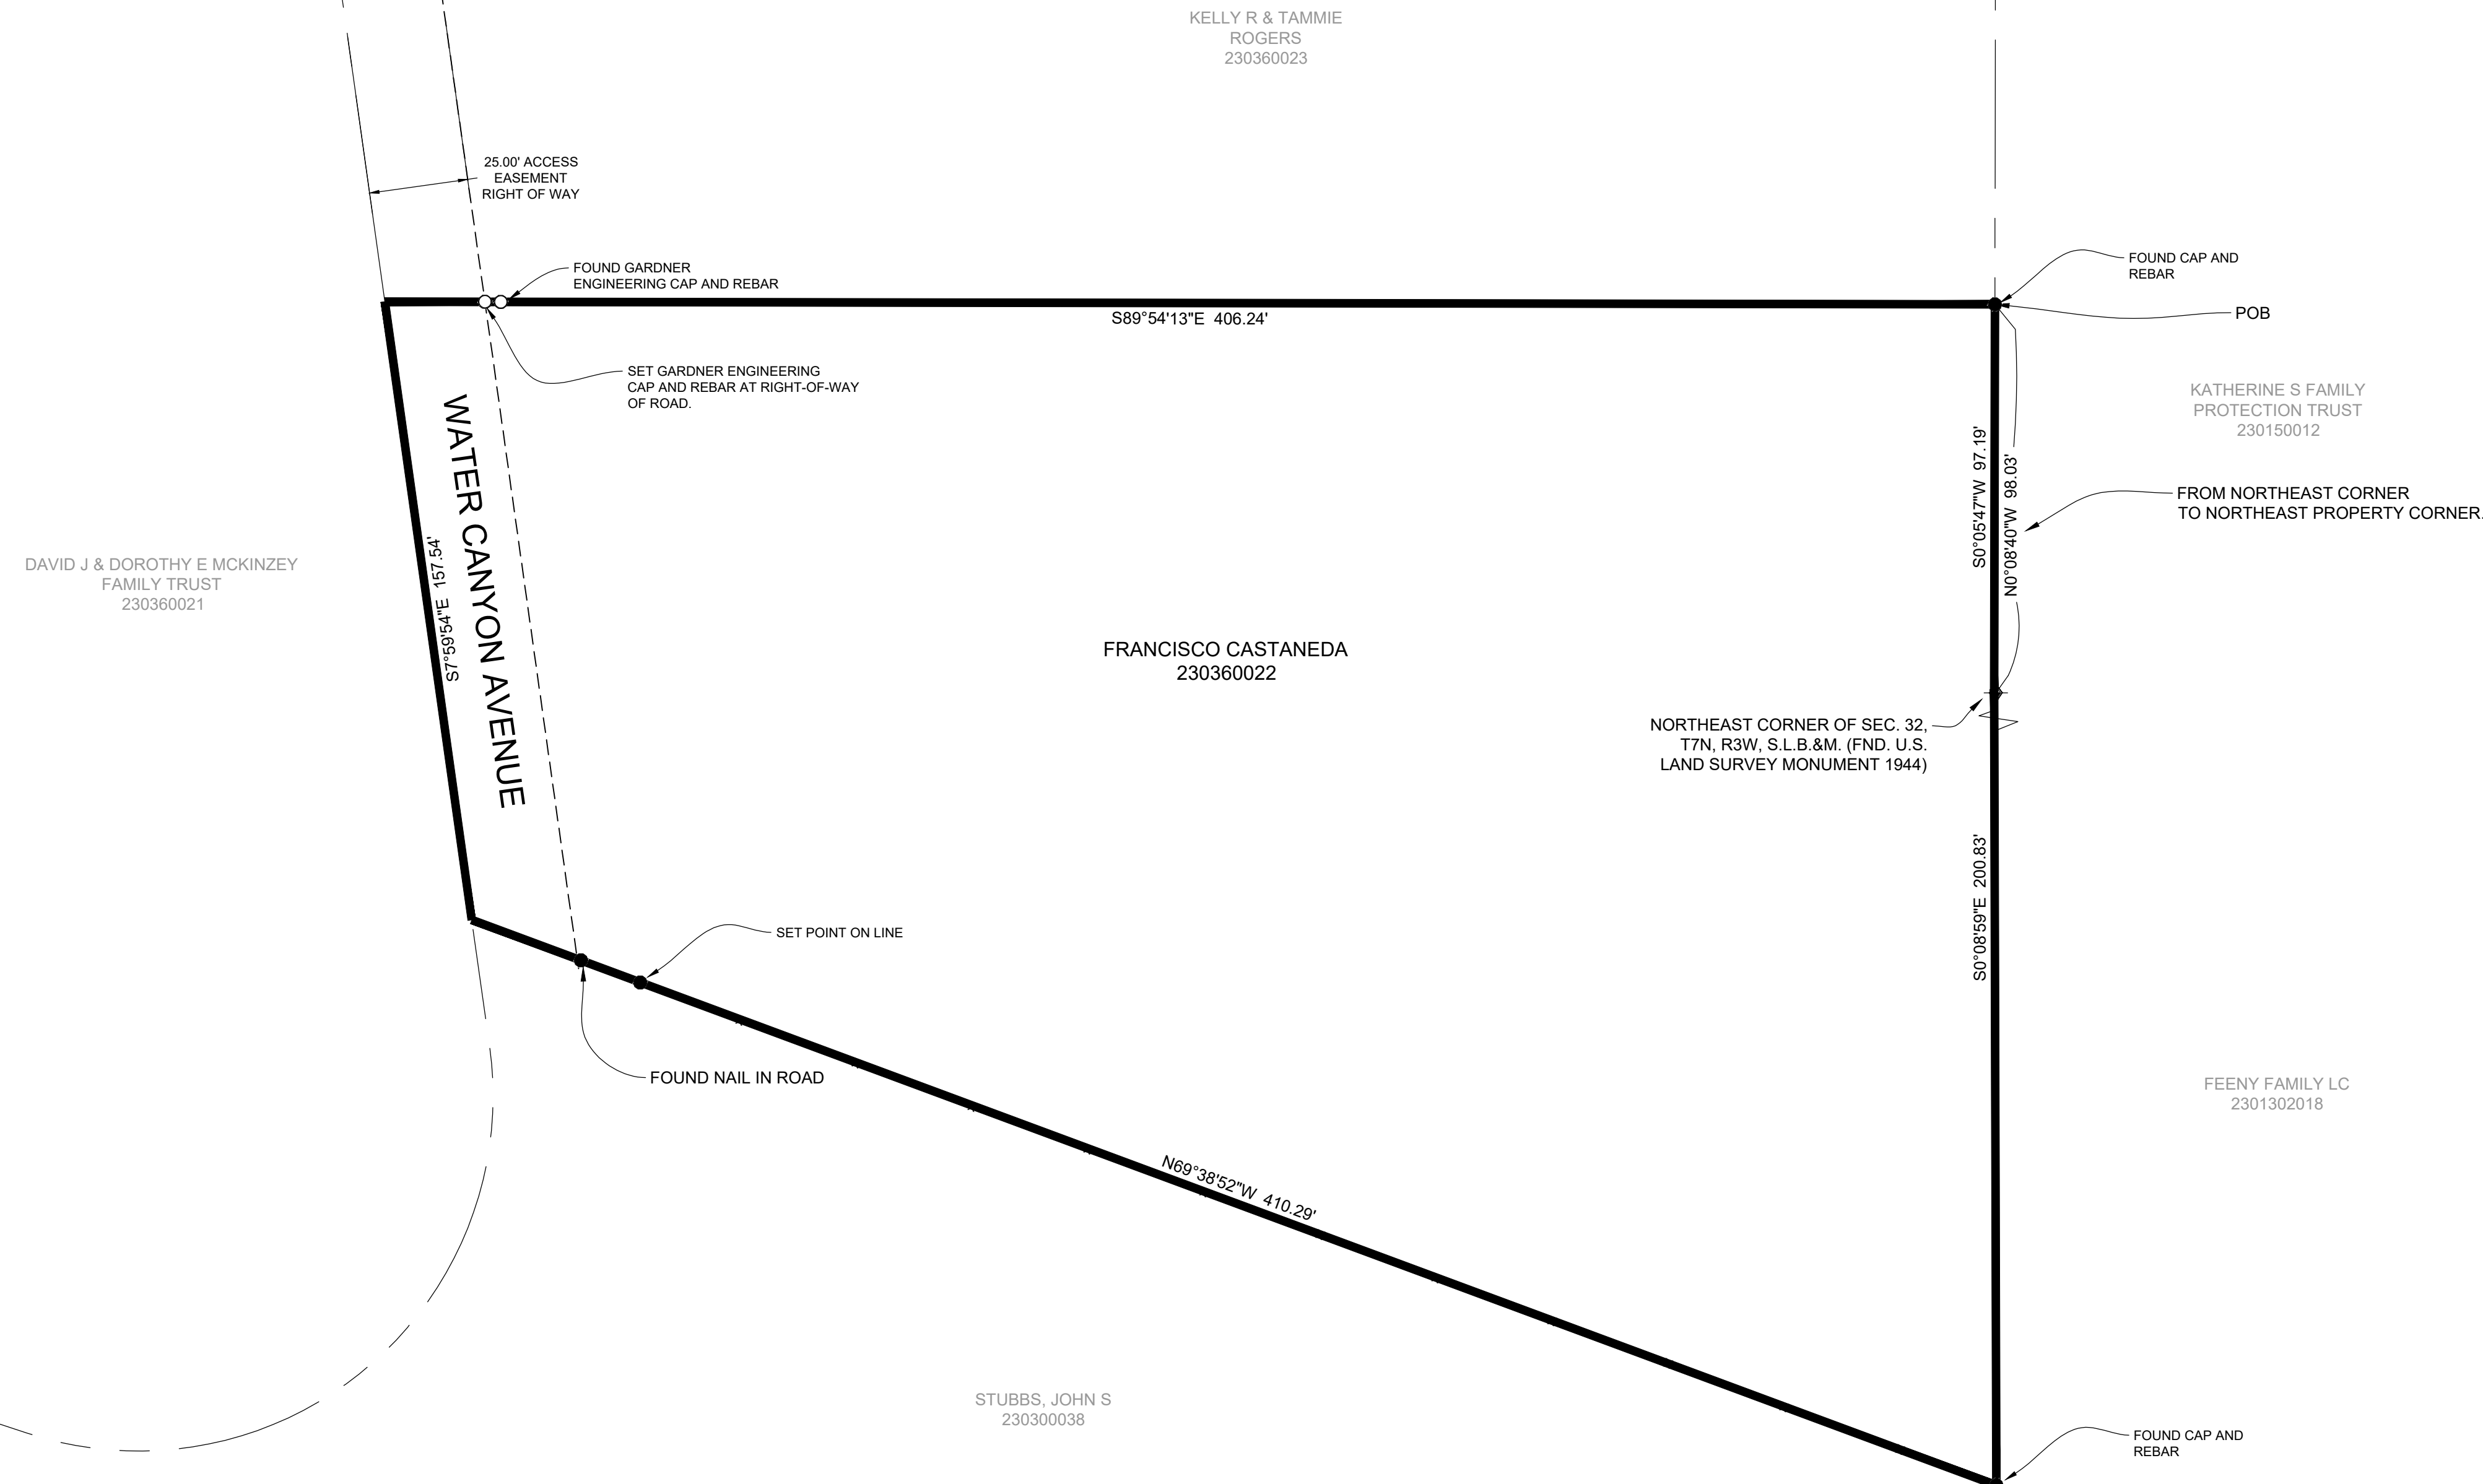 KELLY R & TAMMIE
ROGERS
230360023
25.00' ACCESS
EASEMENT
RIGHT OF WAY
FOUND GARDNER
ENGINEERING CAP AND REBAR
FOUND CAP AND
REBAR
S89°54'13"E 406.24'
POB
SET GARDNER ENGINEERING
CAP AND REBAR AT RIGHT-OF-WAY
OF ROAD.
KATHERINE S FAMILY
PROTECTION TRUST
230150012
WATER CANYON AVENUE
S7°59'54"E 157.54'
S0°05'47"W 97.19'
N0°08'40"W 98.03'
FROM NORTHEAST CORNER
TO NORTHEAST PROPERTY CORNER.
DAVID J & DOROTHY E MCKINZEY
FAMILY TRUST
230360021
FRANCISCO CASTANEDA
230360022
NORTHEAST CORNER OF SEC. 32,
T7N, R3W, S.L.B.&M. (FND. U.S.
LAND SURVEY MONUMENT 1944)
S0°08'59"E 200.83'
SET POINT ON LINE
FOUND NAIL IN ROAD
FEENY FAMILY LC
2301302018
N69°38'52"W 410.29'
STUBBS, JOHN S
230300038
FOUND CAP AND
REBAR